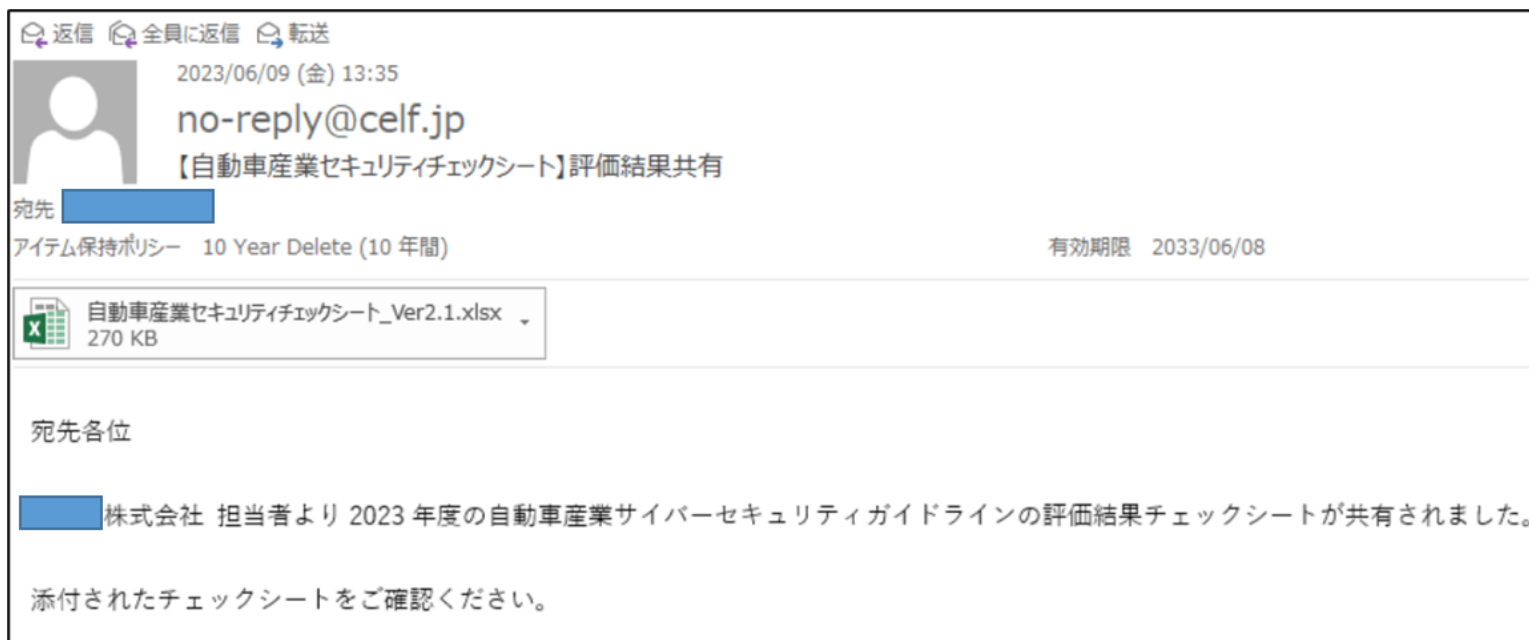 返信 全員に返信 転送
2023/06/09 (金) 13:35
no-reply@celf.jp
【自動車産業セキュリティチェックシート】評価結果共有
宛先
アイテム保持ポリシー 10 Year Delete (10 年間) 有効期限 2033/06/08
自動車産業セキュリティチェックシート_Ver2.1.xlsx
270 KB
宛先各位
株式会社 担当者より 2023 年度の自動車産業サイバーセキュリティガイドラインの評価結果チェックシートが共有されました。
添付されたチェックシートをご確認ください。